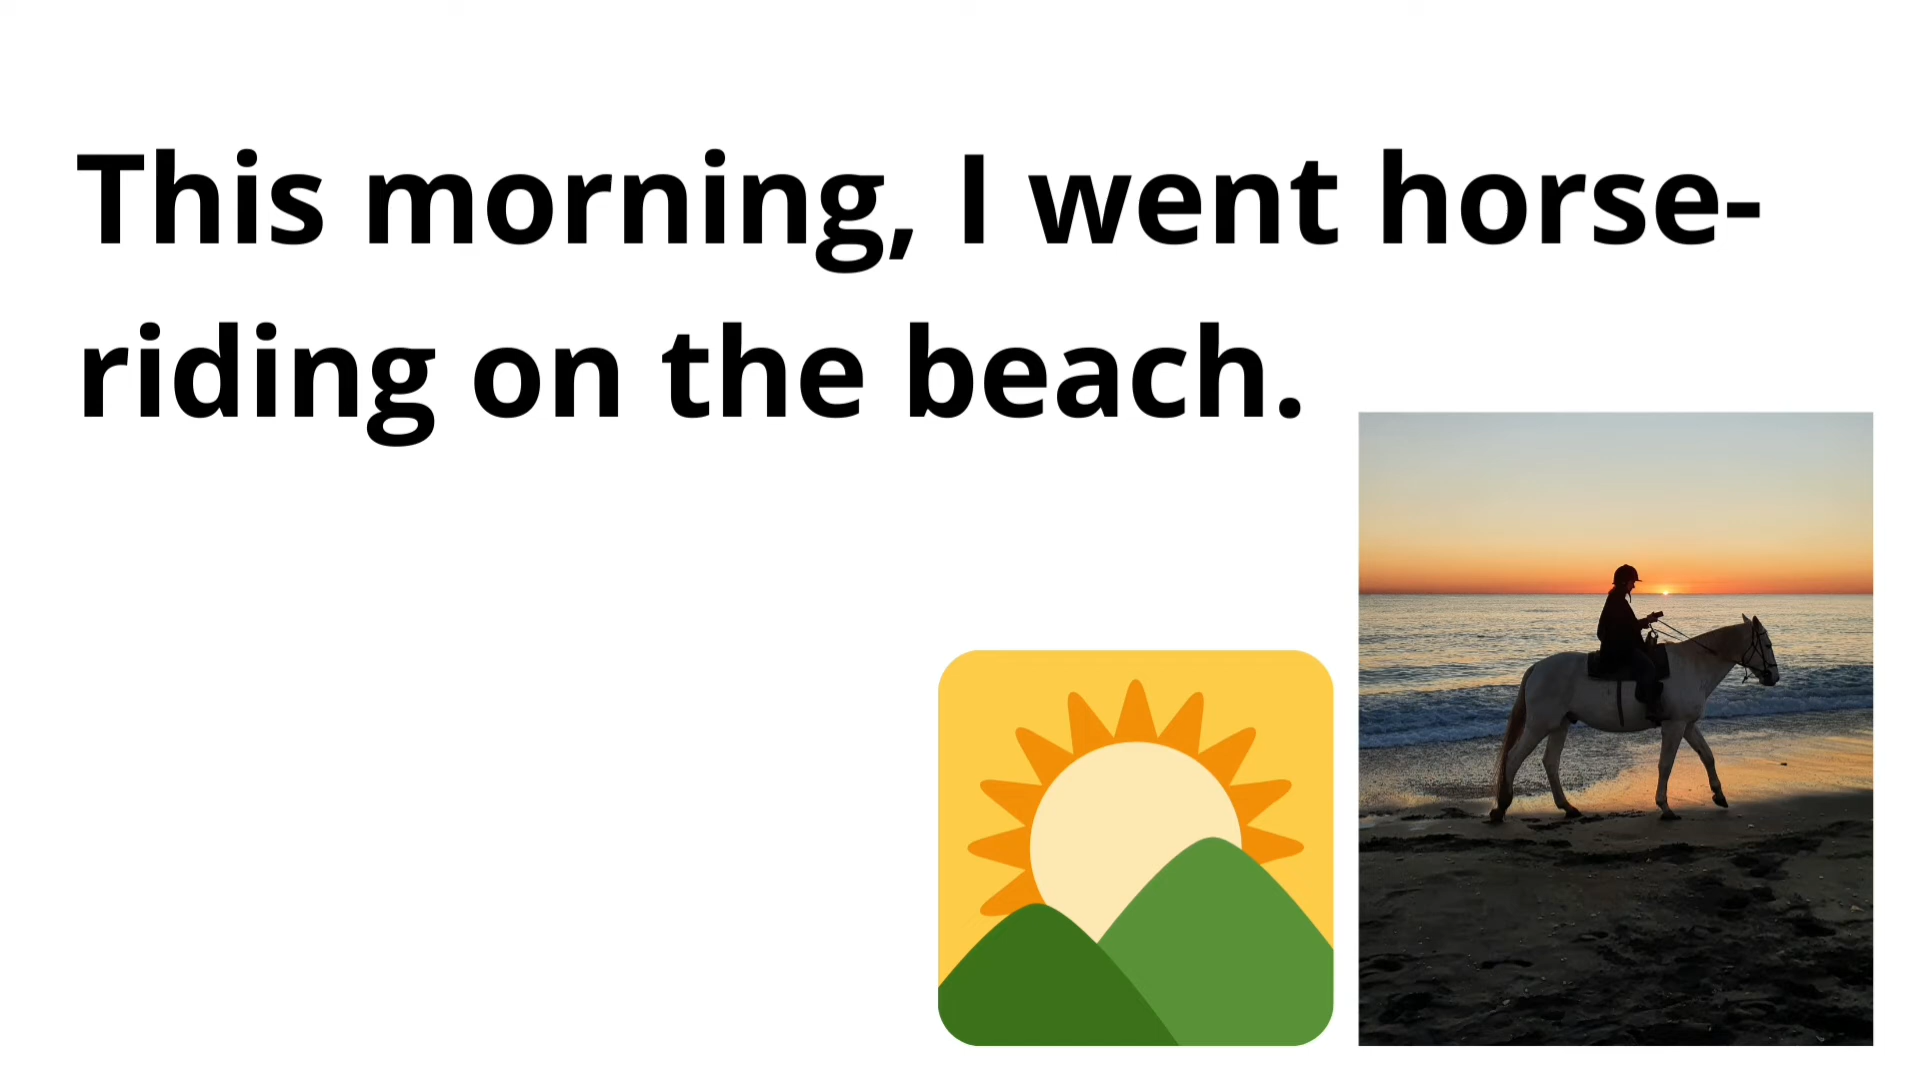 This morning, I went horse-
riding on the beach.